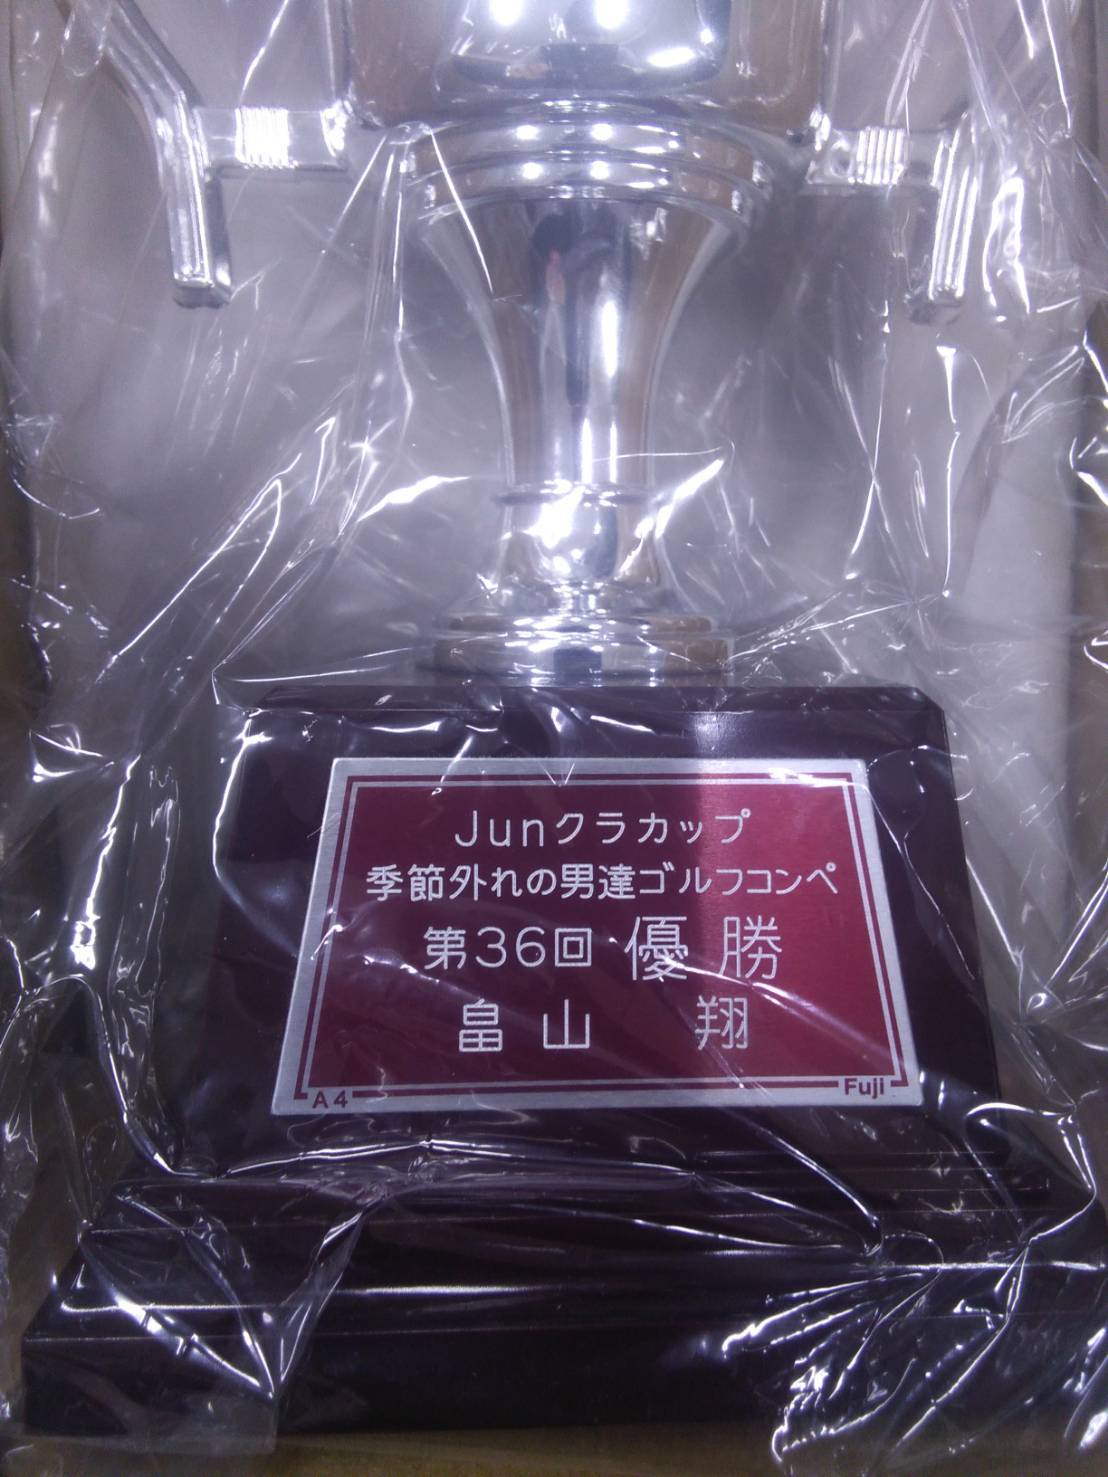 Junクラカップ
季節外れの男達ゴルフコンペ
第36回 優勝
畠山 翔
A4 Fuji